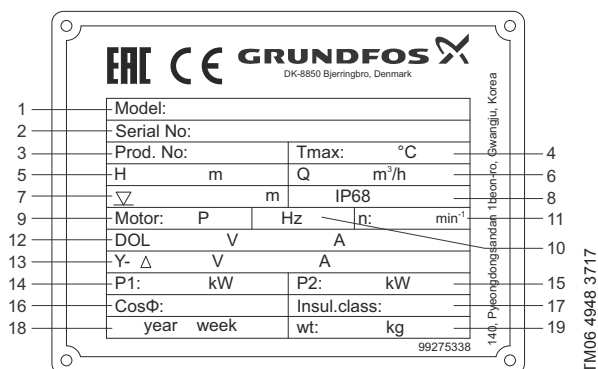 EAC CE GRUNDFOS X
DK-8850 Bjerringbro, Denmark
1 Model:
2 Serial No:
3 Prod. No: Tmax: °C 4
5 H m Q m³/h 6
7 m IP68 8
9 Motor: P Hz n: min⁻¹ 11
10
12 DOL V A
13 Y- Δ V A
14 P1: kW P2: kW 15
16 CosΦ: Insul.class: 17
18 year week wt: kg 19
99275338
140, Pyeongdongsandan 1beon-ro, Gwangju, Korea
TM06 4948 3717